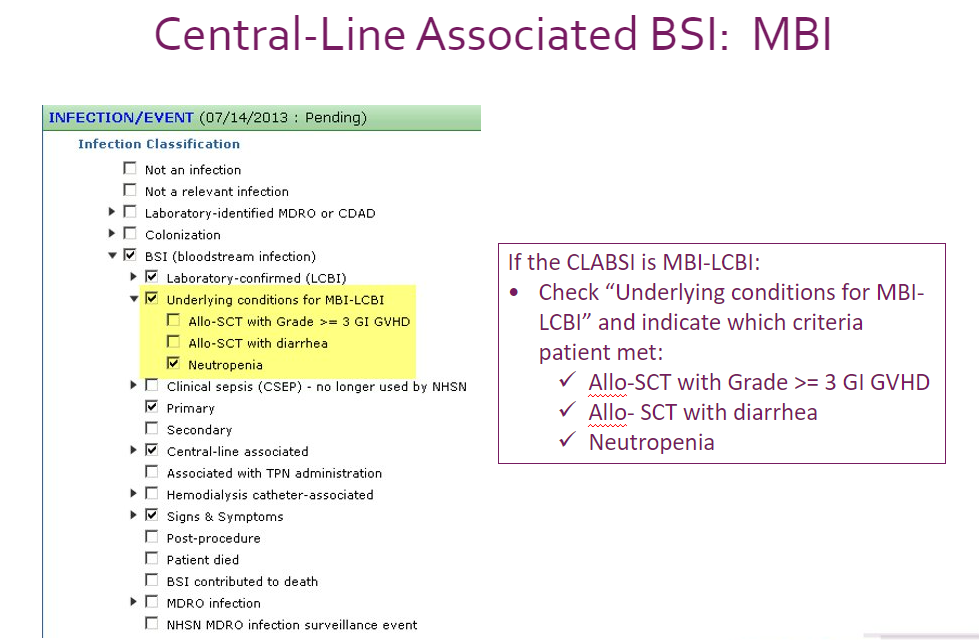 Central-Line Associated BSI: MBI
INFECTION/EVENT (07/14/2013 : Pending)
Infection Classification
Not an infection
Not a relevant infection
Laboratory-identified MDRO or CDAD
Colonization
BSI (bloodstream infection)
Laboratory-confirmed (LCBI)
Underlying conditions for MBI-LCBI
Allo-SCT with Grade >= 3 GI GVHD
Allo-SCT with diarrhea
Neutropenia
Clinical sepsis (CSEP) - no longer used by NHSN
Primary
Secondary
Central-line associated
Associated with TPN administration
Hemodialysis catheter-associated
Signs & Symptoms
Post-procedure
Patient died
BSI contributed to death
MDRO infection
NHSN MDRO infection surveillance event
If the CLABSI is MBI-LCBI:
• Check “Underlying conditions for MBI-
LCBI” and indicate which criteria
patient met:
✓ Allo-SCT with Grade >= 3 GI GVHD
✓ Allo- SCT with diarrhea
✓ Neutropenia